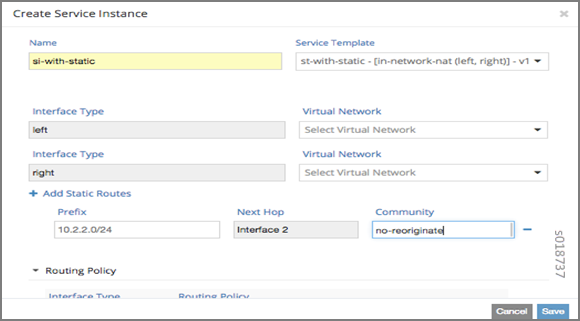 Create Service Instance ×
Name Service Template
si-with-static st-with-static - [in-network-nat (left, right)] - v1
Interface Type Virtual Network
left Select Virtual Network
Interface Type Virtual Network
right Select Virtual Network
+ Add Static Routes
Prefix Next Hop Community
10.2.2.0/24 Interface 2 no-reoriginate −
Routing Policy
Interface Type Routing Policy
s018737
Cancel Save